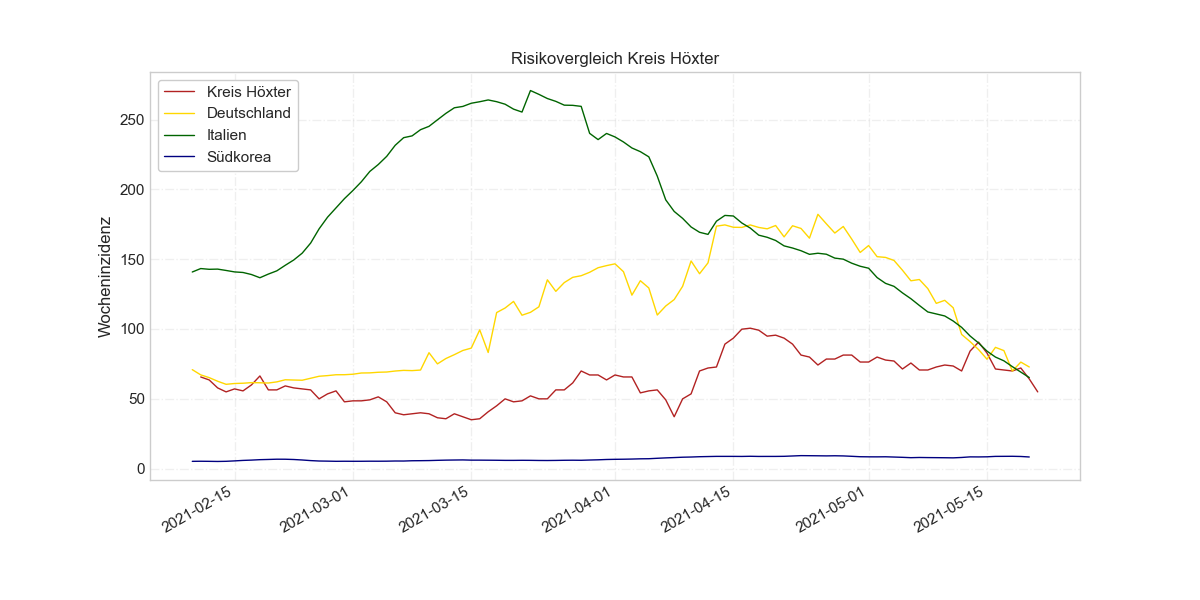 Risikovergleich Kreis Höxter
Kreis Höxter
Deutschland
Italien
Südkorea
Wocheninzidenz
250
200
150
100
50
0
2021-02-15
2021-03-01
2021-03-15
2021-04-01
2021-04-15
2021-05-01
2021-05-15